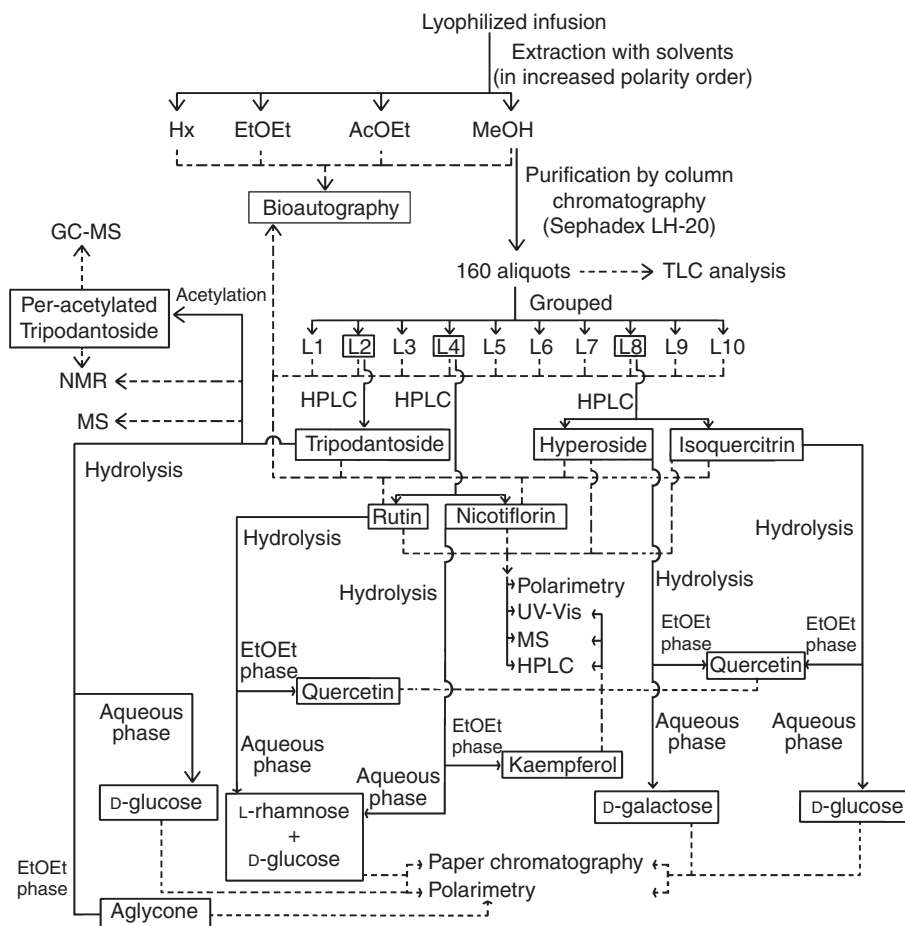 Lyophilized infusion
Extraction with solvents
(in increased polarity order)
Hx
EtOEt
AcOEt
MeOH
Purification by column
chromatography
(Sephadex LH-20)
Bioautography
GC-MS
160 aliquots
TLC analysis
Acetylation
Per-acetylated
Tripodantoside
Grouped
L1
L2
L3
L4
L5
L6
L7
L8
L9
L10
NMR
MS
HPLC
HPLC
HPLC
Tripodantoside
Hyperoside
Isoquercitrin
Hydrolysis
Rutin
Nicotiflorin
Hydrolysis
Hydrolysis
Hydrolysis
Hydrolysis
Polarimetry
UV-Vis
MS
HPLC
EtOEt
phase
EtOEt
phase
EtOEt
phase
Quercetin
Quercetin
Aqueous
phase
Aqueous
phase
EtOEt
phase
Kaempferol
Aqueous
phase
Aqueous
phase
Aqueous
phase
D-glucose
L-rhamnose
+
D-glucose
D-galactose
D-glucose
EtOEt
phase
Paper chromatography
Polarimetry
Aglycone